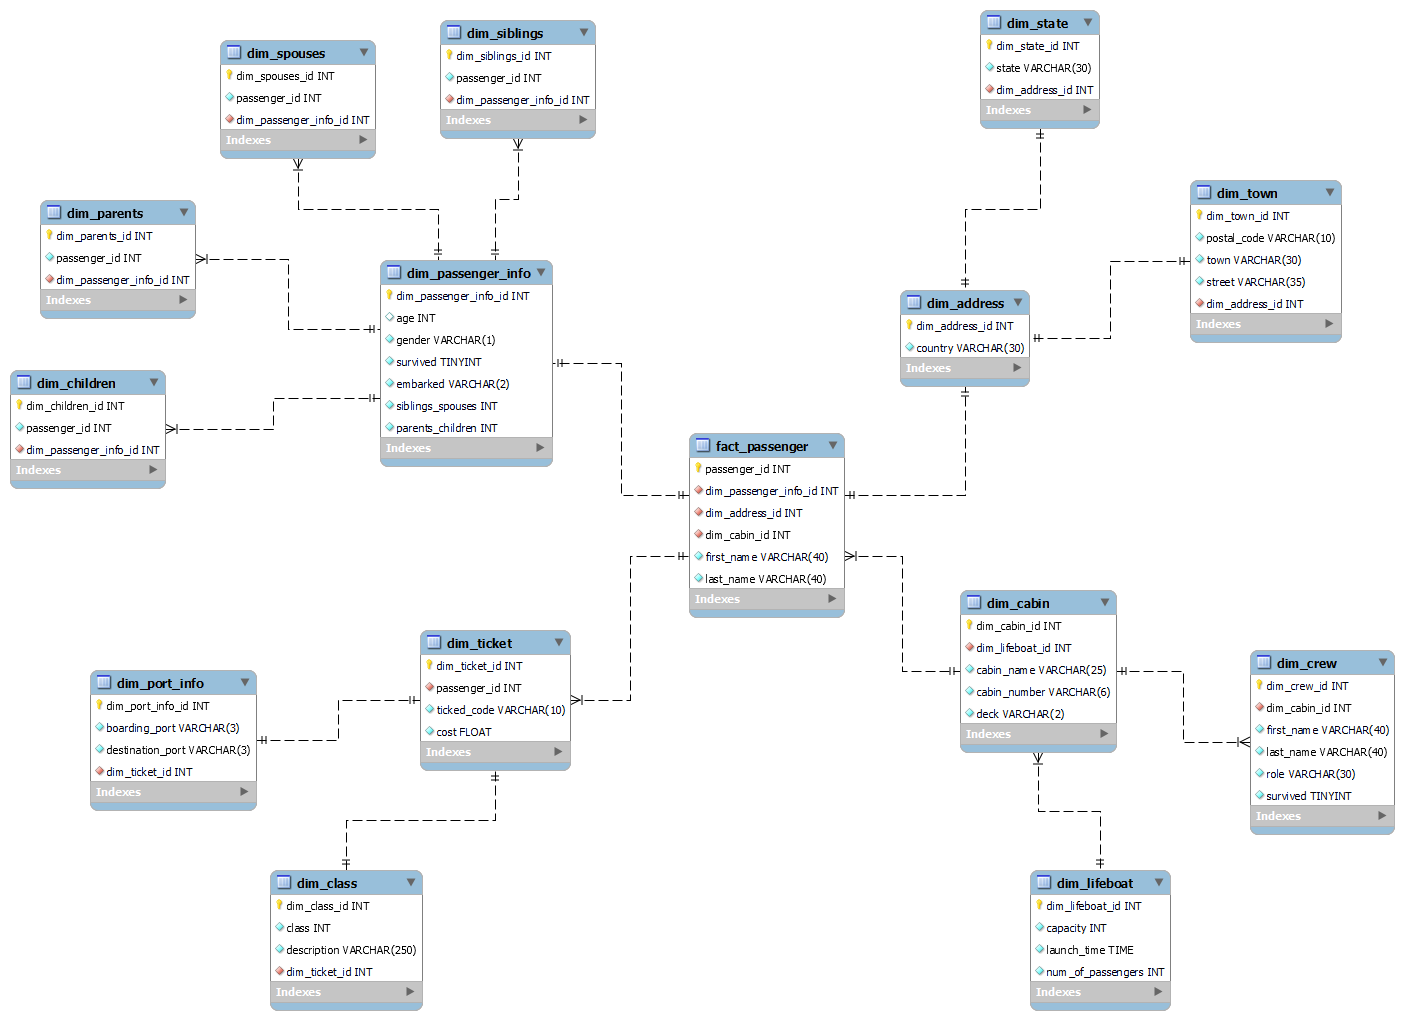 dim_siblings
dim_siblings_id INT
passenger_id INT
dim_passenger_info_id INT
Indexes
dim_state
dim_state_id INT
state VARCHAR(30)
dim_address_id INT
Indexes
dim_spouses
dim_spouses_id INT
passenger_id INT
dim_passenger_info_id INT
Indexes
dim_town
dim_town_id INT
postal_code VARCHAR(10)
town VARCHAR(30)
street VARCHAR(35)
dim_address_id INT
Indexes
dim_parents
dim_parents_id INT
passenger_id INT
dim_passenger_info_id INT
Indexes
dim_passenger_info
dim_passenger_info_id INT
age INT
gender VARCHAR(1)
survived TINYINT
embarked VARCHAR(2)
siblings_spouses INT
parents_children INT
Indexes
dim_address
dim_address_id INT
country VARCHAR(30)
Indexes
dim_children
dim_children_id INT
passenger_id INT
dim_passenger_info_id INT
Indexes
fact_passenger
passenger_id INT
dim_passenger_info_id INT
dim_address_id INT
dim_cabin_id INT
first_name VARCHAR(40)
last_name VARCHAR(40)
Indexes
dim_cabin
dim_cabin_id INT
dim_lifeboat_id INT
cabin_name VARCHAR(25)
cabin_number VARCHAR(6)
deck VARCHAR(2)
Indexes
dim_ticket
dim_ticket_id INT
passenger_id INT
ticked_code VARCHAR(10)
cost FLOAT
Indexes
dim_crew
dim_crew_id INT
dim_cabin_id INT
first_name VARCHAR(40)
last_name VARCHAR(40)
role VARCHAR(30)
survived TINYINT
Indexes
dim_port_info
dim_port_info_id INT
boarding_port VARCHAR(3)
destination_port VARCHAR(3)
dim_ticket_id INT
Indexes
dim_class
dim_class_id INT
class INT
description VARCHAR(250)
dim_ticket_id INT
Indexes
dim_lifeboat
dim_lifeboat_id INT
capacity INT
launch_time TIME
num_of_passengers INT
Indexes